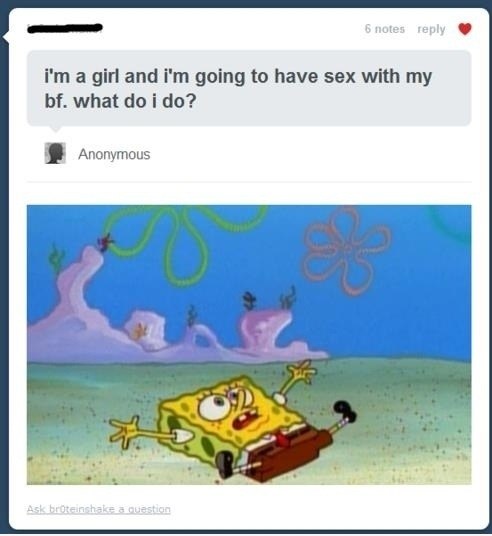 6 notes reply
i'm a girl and i'm going to have sex with my
bf. what do i do?
Anonymous
Ask br0teinshake a question